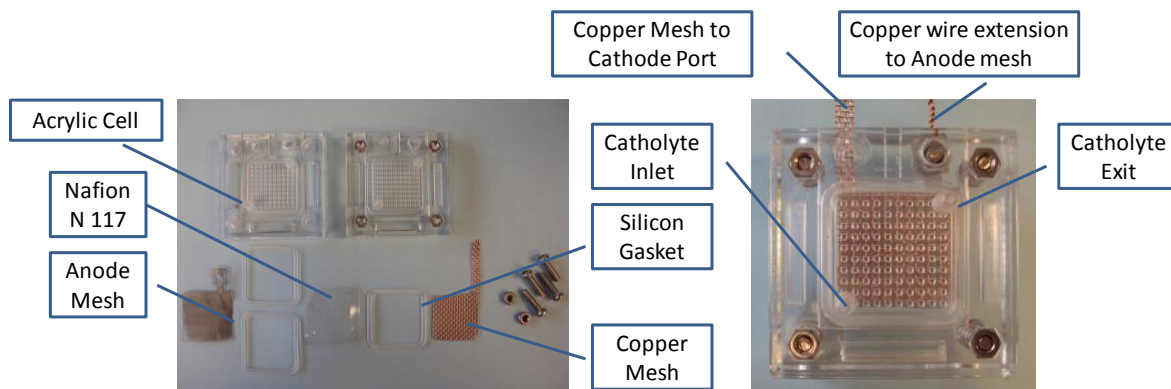 Copper Mesh to
Cathode Port
Copper wire extension
to Anode mesh
Acrylic Cell
Catholyte
Inlet
Catholyte
Exit
Nafion
N 117
Silicon
Gasket
Anode
Mesh
Copper
Mesh